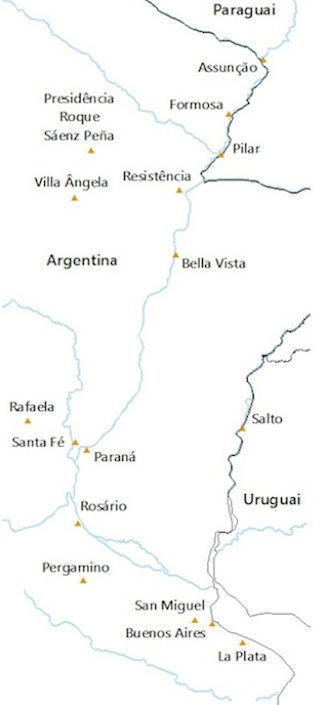 Paraguai
Assunção
Presidência
Roque
Sáenz Peña
Formosa
Pilar
Resistência
Villa Ângela
Argentina
Bella Vista
Rafaela
Salto
Santa Fé
Paraná
Uruguai
Rosário
Pergamino
San Miguel
Buenos Aires
La Plata